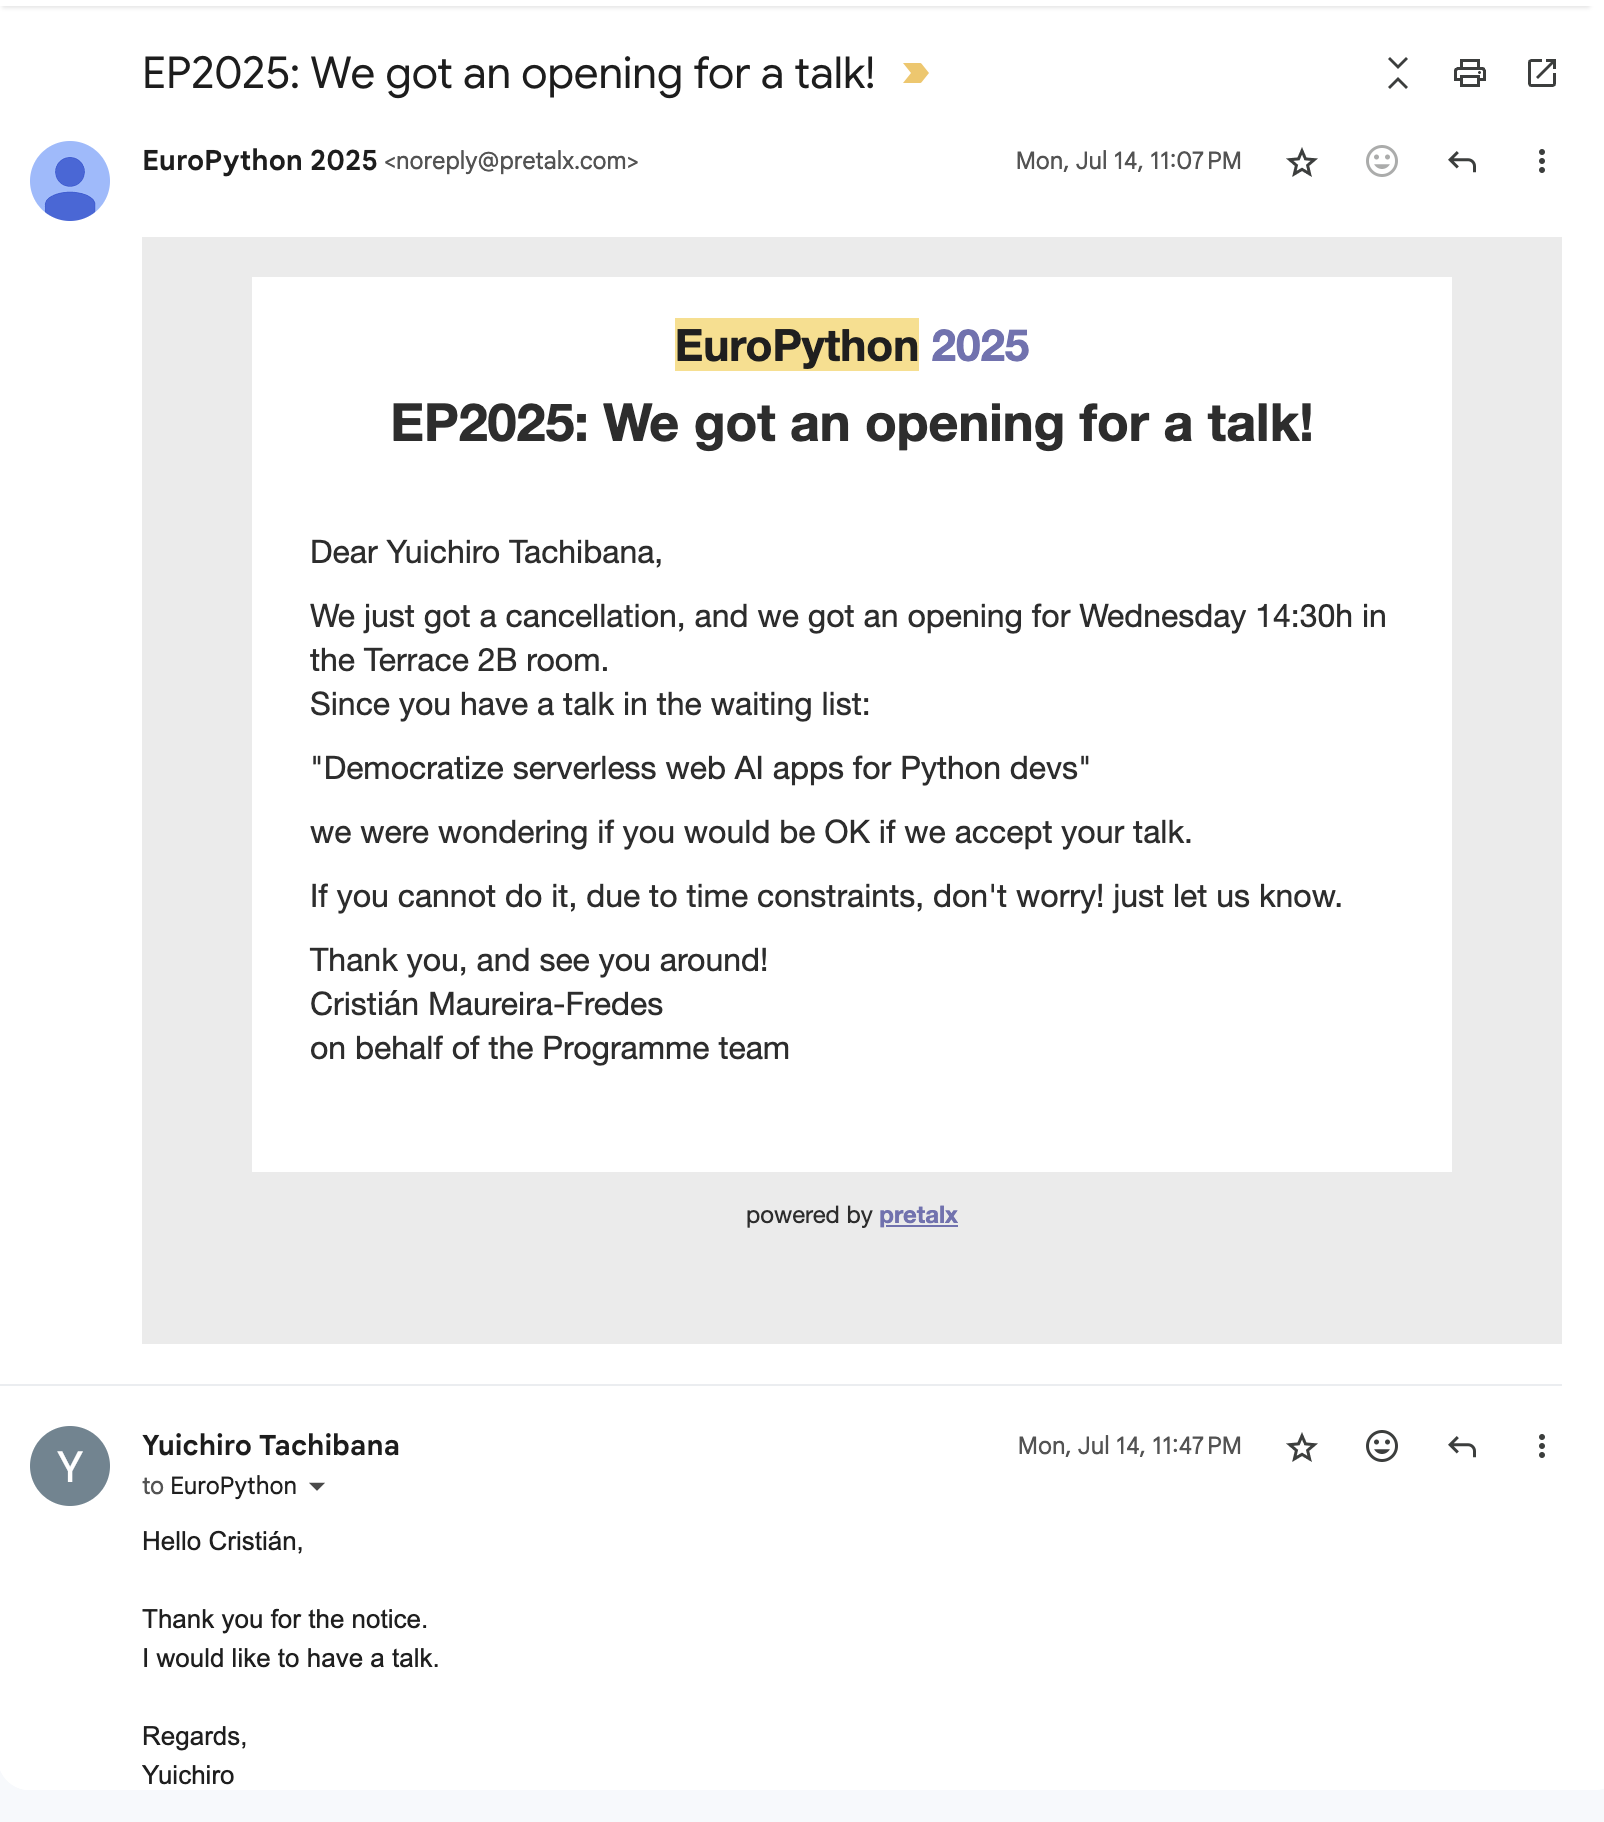 EP2025: We got an opening for a talk!
EuroPython 2025 <noreply@pretalx.com>
Mon, Jul 14, 11:07 PM
EuroPython 2025
EP2025: We got an opening for a talk!
Dear Yuichiro Tachibana,
We just got a cancellation, and we got an opening for Wednesday 14:30h in
the Terrace 2B room.
Since you have a talk in the waiting list:
"Democratize serverless web AI apps for Python devs"
we were wondering if you would be OK if we accept your talk.
If you cannot do it, due to time constraints, don't worry! just let us know.
Thank you, and see you around!
Cristián Maureira-Fredes
on behalf of the Programme team
powered by pretalx
Y
Yuichiro Tachibana
Mon, Jul 14, 11:47 PM
to EuroPython
Hello Cristián,
Thank you for the notice.
I would like to have a talk.
Regards,
Yuichiro